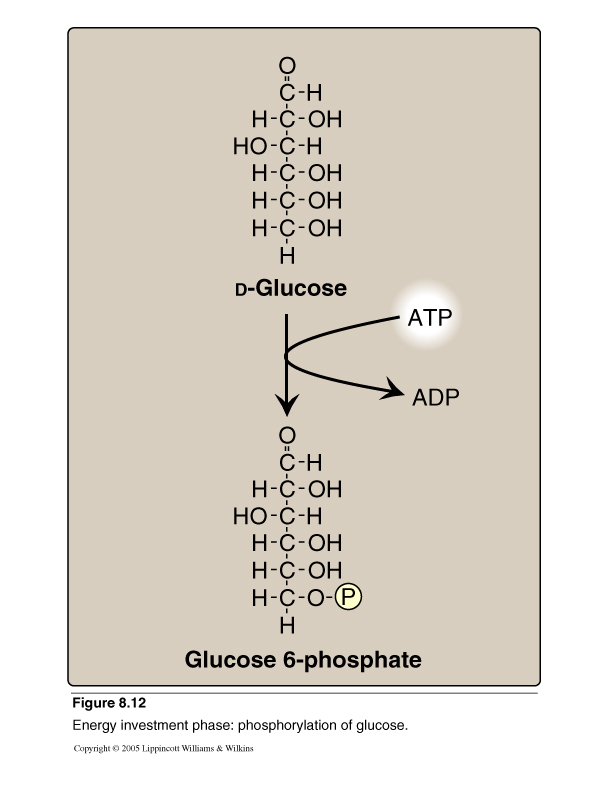 O
C-H
H-C-OH
HO-C-H
H-C-OH
H-C-OH
H-C-OH
H
D-Glucose
ATP
ADP
O
C-H
H-C-OH
HO-C-H
H-C-OH
H-C-OH
H-C-O-P
H
Glucose 6-phosphate
Figure 8.12
Energy investment phase: phosphorylation of glucose.
Copyright © 2005 Lippincott Williams & Wilkins